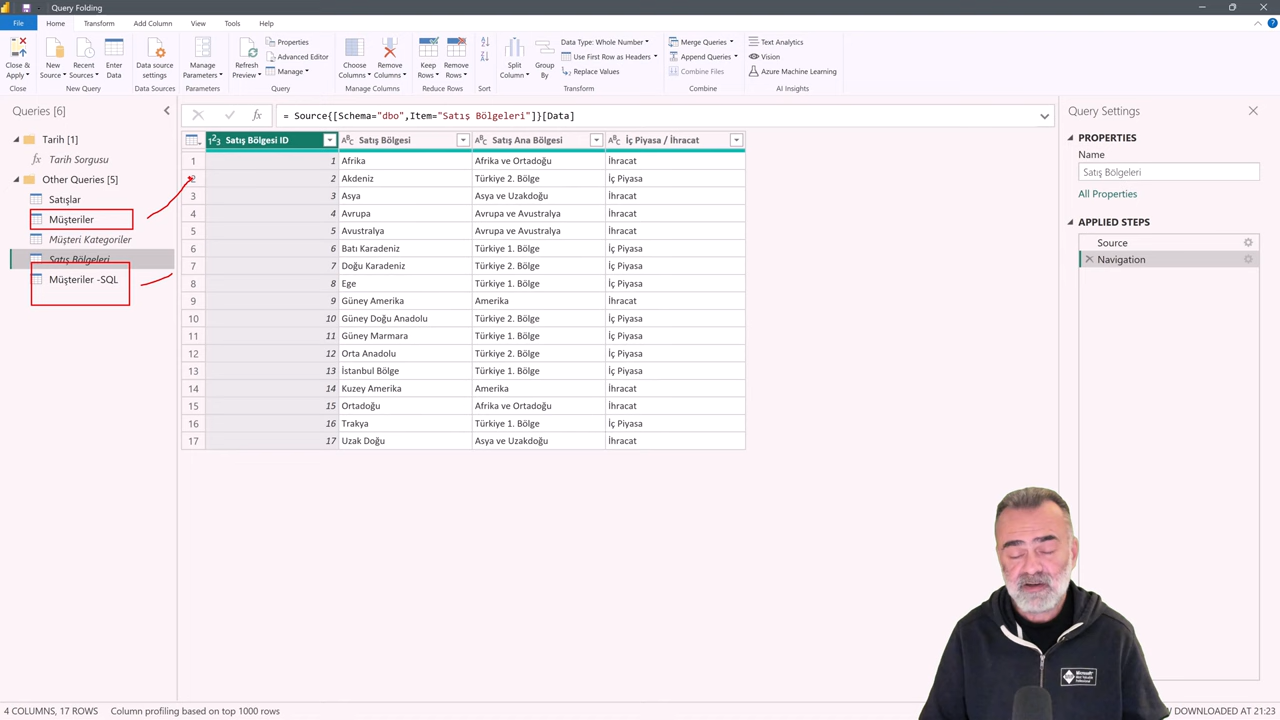 Query Folding
File Home Transform Add Column View Tools Help
Close & Apply
New Source
Recent Sources
Enter Data
Data source settings
Manage Parameters
Refresh Preview
Properties
Advanced Editor
Manage
Choose Columns
Remove Columns
Keep Rows
Remove Rows
Split Column
Group By
Data Type: Whole Number
Use First Row as Headers
Replace Values
Merge Queries
Append Queries
Combine Files
Text Analytics
Vision
Azure Machine Learning
Close New Query Data Sources Parameters Query Manage Columns Reduce Rows Sort Transform Combine AI Insights
Queries [6]
Tarih [1]
Tarih Sorgusu
Other Queries [5]
Satışlar
Müşteriler
Müşteri Kategoriler
Satış Bölgeleri
Müşteriler -SQL
= Source{[Schema="dbo",Item="Satış Bölgeleri"]}[Data]
Satış Bölgesi ID Satış Bölgesi Satış Ana Bölgesi İç Piyasa / İhracat
1 1 Afrika Afrika ve Ortadoğu İhracat
2 2 Akdeniz Türkiye 2. Bölge İç Piyasa
3 3 Asya Asya ve Uzakdoğu İhracat
4 4 Avrupa Avrupa ve Avustralya İhracat
5 5 Avustralya Avrupa ve Avustralya İhracat
6 6 Batı Karadeniz Türkiye 1. Bölge İç Piyasa
7 7 Doğu Karadeniz Türkiye 2. Bölge İç Piyasa
8 8 Ege Türkiye 1. Bölge İç Piyasa
9 9 Güney Amerika Amerika İhracat
10 10 Güney Doğu Anadolu Türkiye 2. Bölge İç Piyasa
11 11 Güney Marmara Türkiye 1. Bölge İç Piyasa
12 12 Orta Anadolu Türkiye 2. Bölge İç Piyasa
13 13 İstanbul Bölge Türkiye 1. Bölge İç Piyasa
14 14 Kuzey Amerika Amerika İhracat
15 15 Ortadoğu Afrika ve Ortadoğu İhracat
16 16 Trakya Türkiye 1. Bölge İç Piyasa
17 17 Uzak Doğu Asya ve Uzakdoğu İhracat
Query Settings
PROPERTIES
Name
Satış Bölgeleri
All Properties
APPLIED STEPS
Source
Navigation
4 COLUMNS, 17 ROWS Column profiling based on top 1000 rows
DOWNLOADED AT 21:23